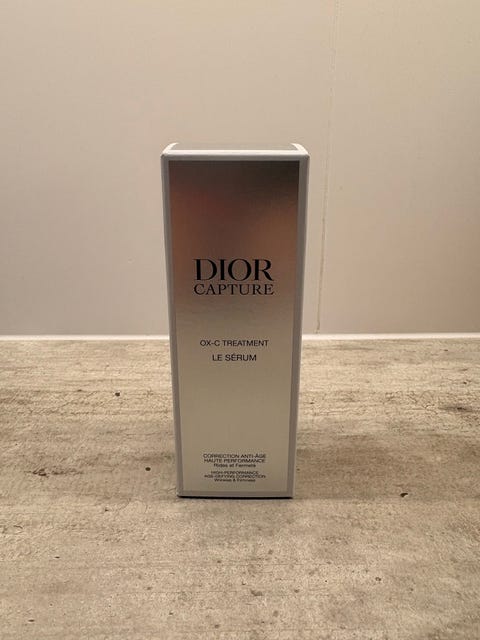 DIOR
CAPTURE
OX-C TREATMENT
LE SÉRUM
CORRECTION ANTI-ÂGE
HAUTE PERFORMANCE
Rides et Fermeté
HIGH-PERFORMANCE
AGE-DEFYING CORRECTION
Wrinkles & Firmness